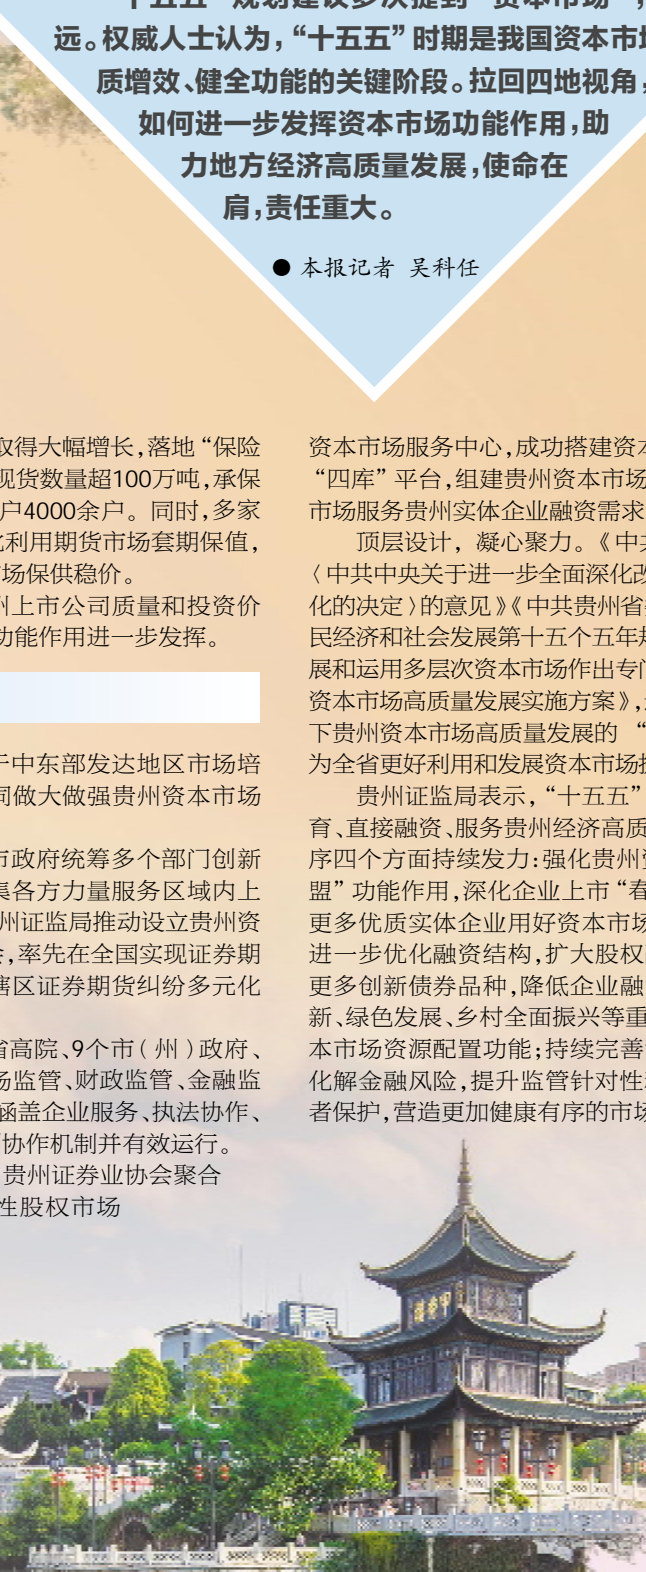 十五五”规划建议多次提到“资本市场”,
远。权威人士认为,“十五五”时期是我国资本市场
质增效、健全功能的关键阶段。拉回四地视角,
如何进一步发挥资本市场功能作用,助
力地方经济高质量发展,使命在
肩,责任重大。
● 本报记者 吴科任
取得大幅增长,落地“保险
现货数量超100万吨,承保
户4000余户。同时,多家
利用期货市场套期保值,
场保供稳价。
州上市公司质量和投资价
功能作用进一步发挥。
于中东部发达地区市场培
同做大做强贵州资本市场
市政府统筹多个部门创新
集各方力量服务区域内上
州证监局推动设立贵州资
,率先在全国实现证券期
辖区证券期货纠纷多元化
省高院、9个市(州)政府、
场监管、财政监管、金融监
涵盖企业服务、执法协作、
协作机制并有效运行。
贵州证券业协会聚合
性股权市场
资本市场服务中心,成功搭建资本
“四库”平台,组建贵州资本市场
市场服务贵州实体企业融资需求
顶层设计,凝心聚力。《中共
〈中共中央关于进一步全面深化改
化的决定〉的意见》《中共贵州省
民经济和社会发展第十五个五年规
展和运用多层次资本市场作出专门
资本市场高质量发展实施方案》,
下贵州资本市场高质量发展的“
为全省更好利用和发展资本市场
贵州证监局表示,“十五五”
育、直接融资、服务贵州经济高质
序四个方面持续发力:强化贵州资
盟”功能作用,深化企业上市“春
更多优质实体企业用好资本市场
进一步优化融资结构,扩大股权
更多创新债券品种,降低企业融
新、绿色发展、乡村全面振兴等重
本市场资源配置功能;持续完善
化解金融风险,提升监管针对性
者保护,营造更加健康有序的市场
甲秀楼